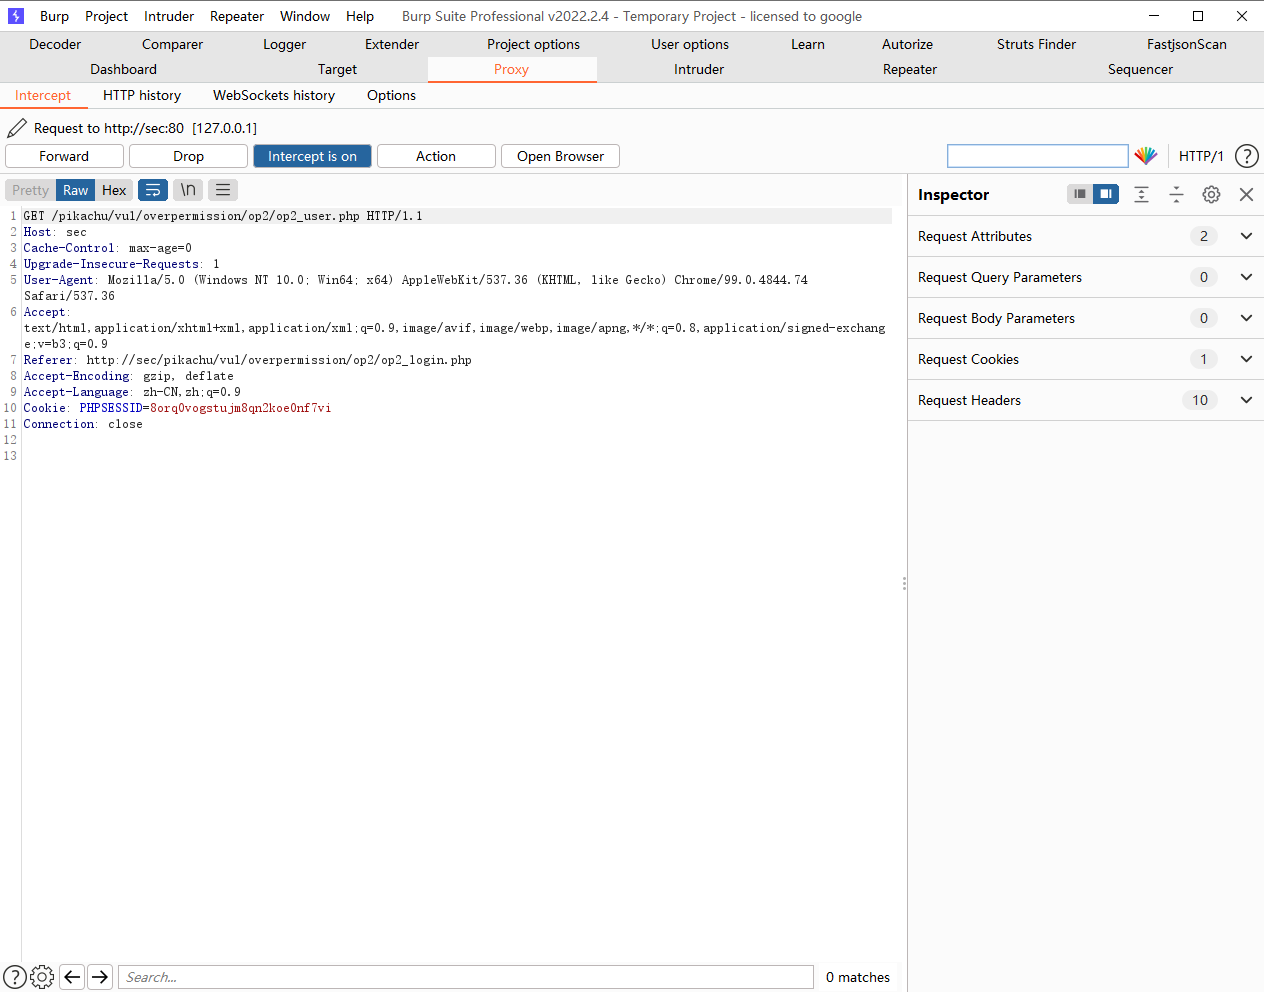 Burp Project Intruder Repeater Window Help Burp Suite Professional v2022.2.4 - Temporary Project - licensed to google
Decoder Comparer Logger Extender Project options User options Learn Autorize Struts Finder FastjsonScan
Dashboard Target Proxy Intruder Repeater Sequencer
Intercept HTTP history WebSockets history Options
Request to http://sec:80 [127.0.0.1]
Forward Drop Intercept is on Action Open Browser HTTP/1 ?
Pretty Raw Hex \n
1 GET /pikachu/vul/overpermission/op2/op2_user.php HTTP/1.1
2 Host: sec
3 Cache-Control: max-age=0
4 Upgrade-Insecure-Requests: 1
5 User-Agent: Mozilla/5.0 (Windows NT 10.0; Win64; x64) AppleWebKit/537.36 (KHTML, like Gecko) Chrome/99.0.4844.74
Safari/537.36
6 Accept:
text/html,application/xhtml+xml,application/xml;q=0.9,image/avif,image/webp,image/apng,*/*;q=0.8,application/signed-exchang
e;v=b3;q=0.9
7 Referer: http://sec/pikachu/vul/overpermission/op2/op2_login.php
8 Accept-Encoding: gzip, deflate
9 Accept-Language: zh-CN,zh;q=0.9
10 Cookie: PHPSESSID=8orq0vogstujm8qn2koe0nf7vi
11 Connection: close
12
13
Inspector
Request Attributes 2
Request Query Parameters 0
Request Body Parameters 0
Request Cookies 1
Request Headers 10
? Search... 0 matches